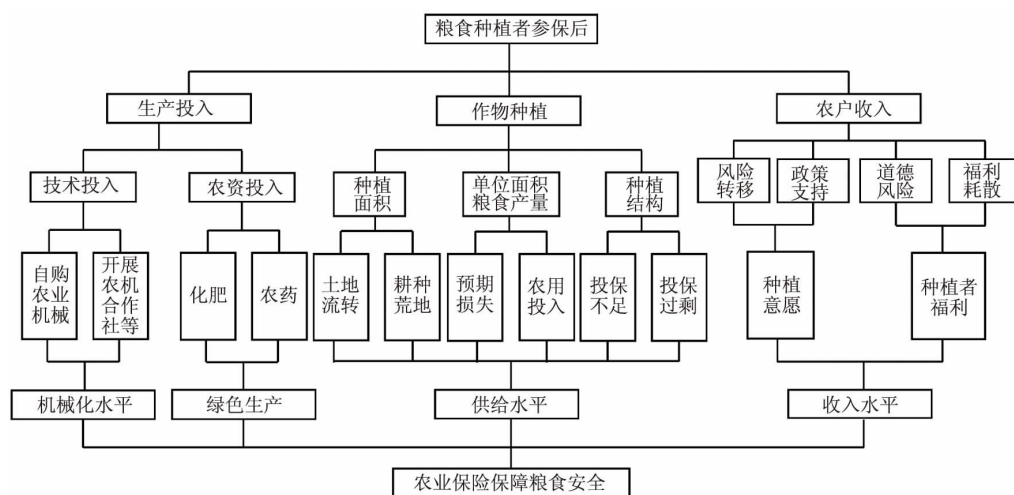 粮食种植者参保后
生产投入
作物种植
农户收入
技术投入
农资投入
种植
面积
单位面积
粮食产量
种植
结构
风险
转移
政策
支持
道德
风险
福利
耗散
自购
农业
机械
开展
农机
合作
社等
化肥
农药
土地
流转
耕种
荒地
预期
损失
农用
投入
投保
不足
投保
过剩
种植
意愿
种植者
福利
机械化水平
绿色生产
供给水平
收入水平
农业保险保障粮食安全